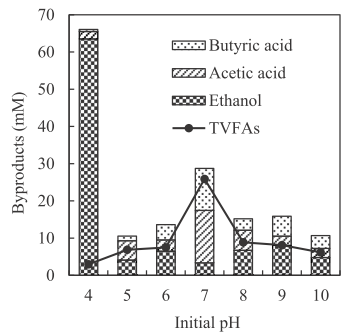 70
60
50
40
30
20
10
0
Byproducts (mM)
Butyric acid
Acetic acid
Ethanol
TVFAs
4 5 6 7 8 9 10
Initial pH